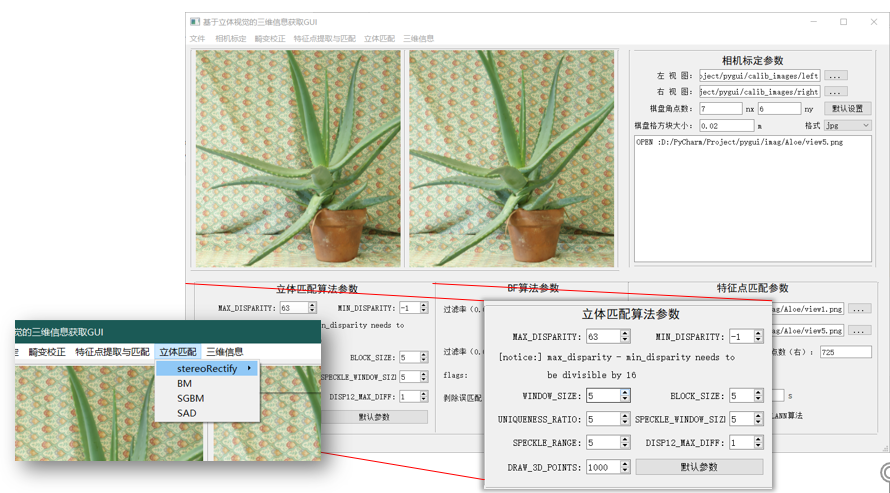 基于立体视觉的三维信息获取GUI
文件 相机标定 畸变校正 特征点提取与匹配 立体匹配 三维信息
相机标定参数
左 视 图: oject/pygui/calib_images/left ...
右 视 图: ject/pygui/calib_images/right ...
棋盘角点数: 7 nx 6 ny 默认设置
棋盘格方块大小: 0.02 m 格式 jpg
OPEN :D:/PyCharm/Project/pygui/imag/Aloe/view5.png
立体匹配算法参数
MAX_DISPARITY: 63 MIN_DISPARITY: -1
n_disparity needs to
BLOCK_SIZE: 5
SPECKLE_WINDOW_SIZI 5
DISP12_MAX_DIFF: 1
默认参数
BF算法参数
过滤率 (0.
过滤率 (0.
flags:
剔除误匹配
特征点匹配参数
ag/Aloe/view1.png ...
ag/Aloe/view5.png ...
点数 (右): 725
s
LANN算法
觉的三维信息获取GUI
定 畸变校正 特征点提取与匹配 立体匹配 三维信息
stereoRectify
BM
SGBM
SAD
立体匹配算法参数
MAX_DISPARITY: 63 MIN_DISPARITY: -1
[notice:] max_disparity - min_disparity needs to
be divisible by 16
WINDOW_SIZE: 5 BLOCK_SIZE: 5
UNIQUENESS_RATIO: 5 SPECKLE_WINDOW_SIZI 5
SPECKLE_RANGE: 5 DISP12_MAX_DIFF: 1
DRAW_3D_POINTS: 1000 默认参数